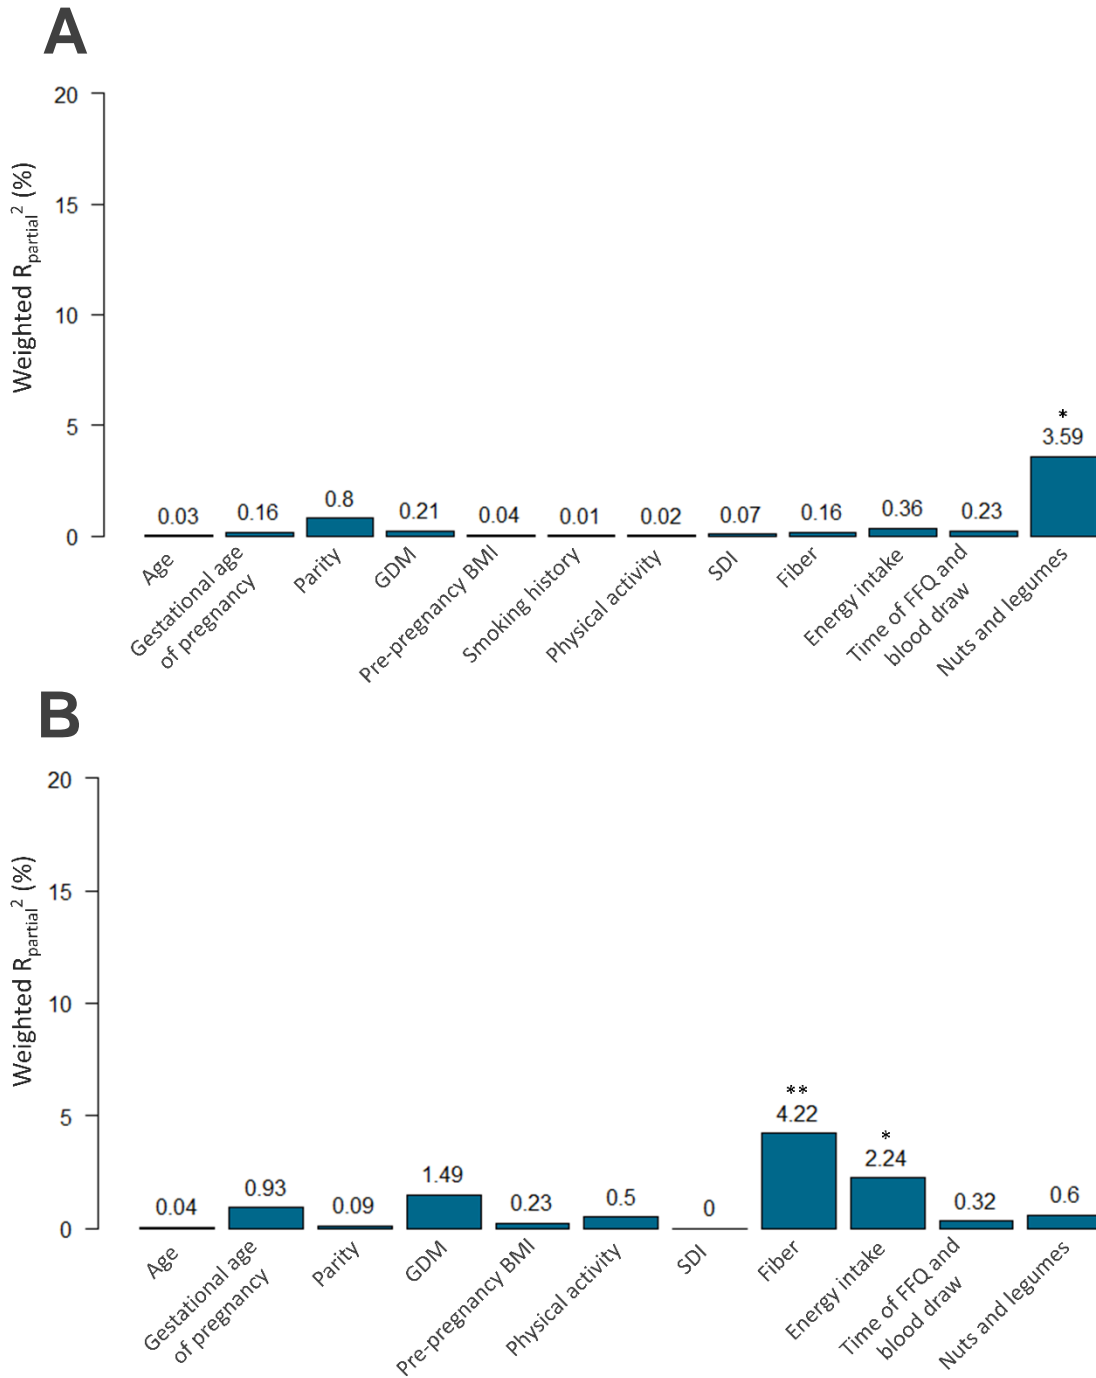 A
Weighted Rpartial2 (%)
20
15
10
5
0
0.03
0.16
0.8
0.21
0.04
0.01
0.02
0.07
0.16
0.36
0.23
*
3.59
Age
Gestational age
of pregnancy
Parity
GDM
Pre-pregnancy BMI
Smoking history
Physical activity
SDI
Fiber
Energy intake
Time of FFQ and
blood draw
Nuts and legumes
B
Weighted Rpartial2 (%)
20
15
10
5
0
0.04
0.93
0.09
1.49
0.23
0.5
0
**
4.22
*
2.24
0.32
0.6
Age
Gestational age
of pregnancy
Parity
GDM
Pre-pregnancy BMI
Physical activity
SDI
Fiber
Energy intake
Time of FFQ and
blood draw
Nuts and legumes